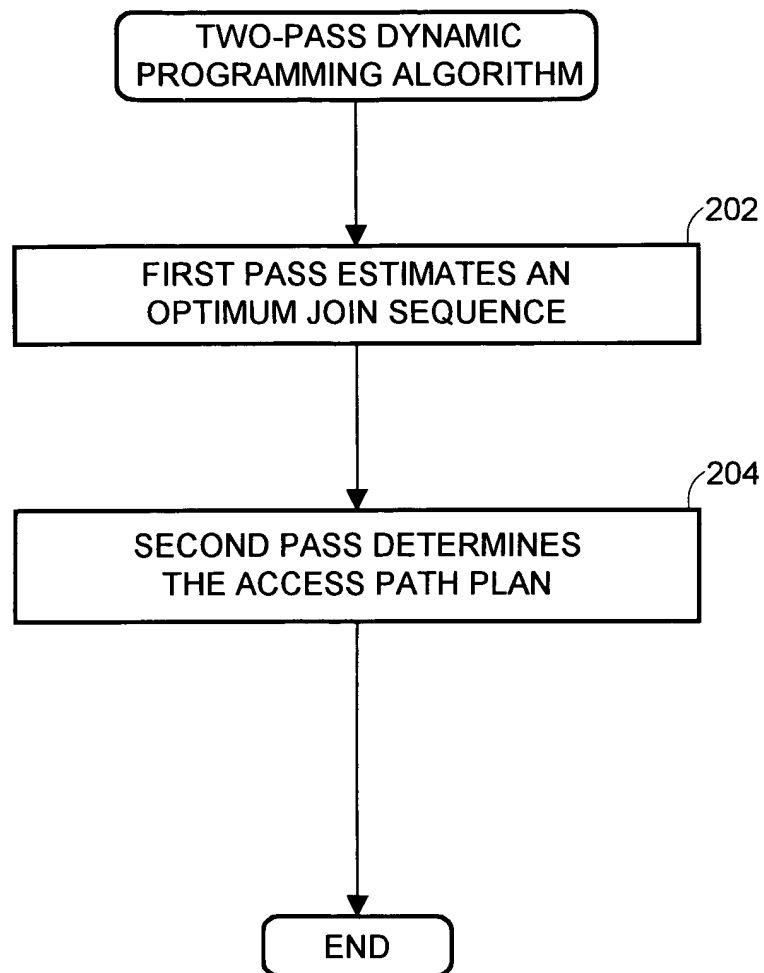 TWO-PASS DYNAMIC
PROGRAMMING ALGORITHM
202
FIRST PASS ESTIMATES AN
OPTIMUM JOIN SEQUENCE
204
SECOND PASS DETERMINES
THE ACCESS PATH PLAN
END